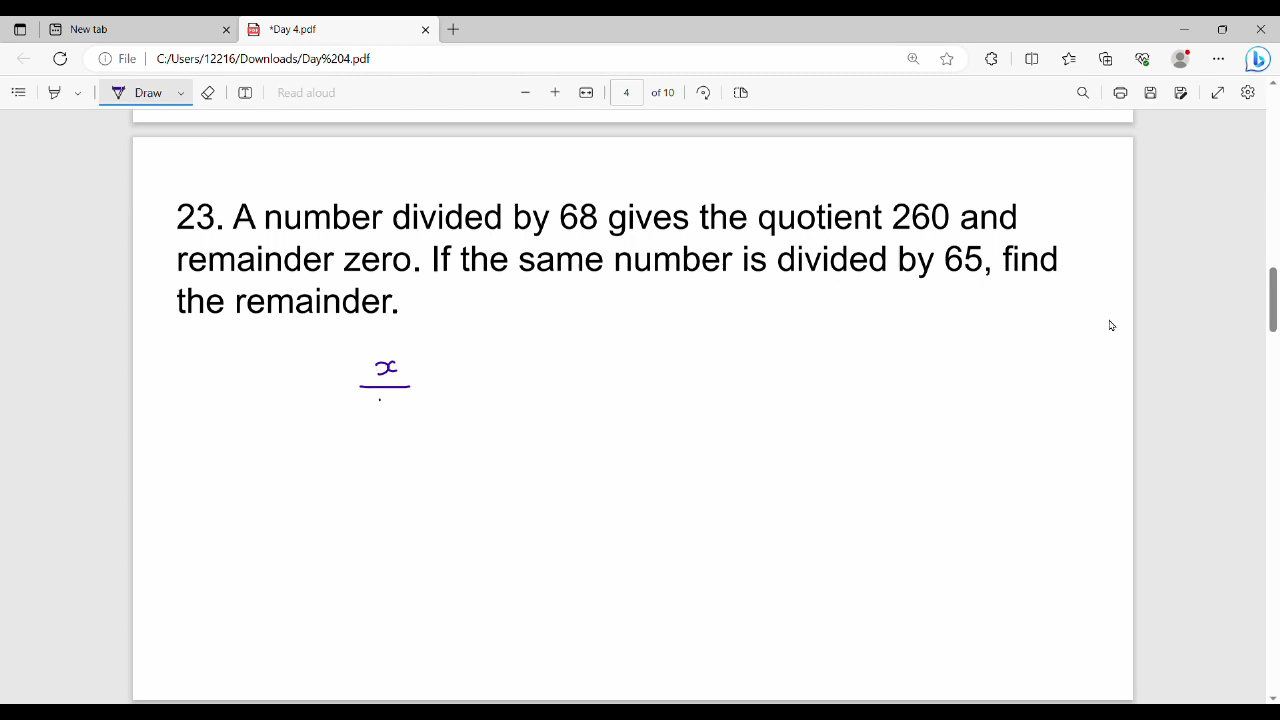 New tab
*Day 4.pdf
File
C:/Users/12216/Downloads/Day%204.pdf
Draw
Read aloud
4
of 10
23. A number divided by 68 gives the quotient 260 and
remainder zero. If the same number is divided by 65, find
the remainder.
x